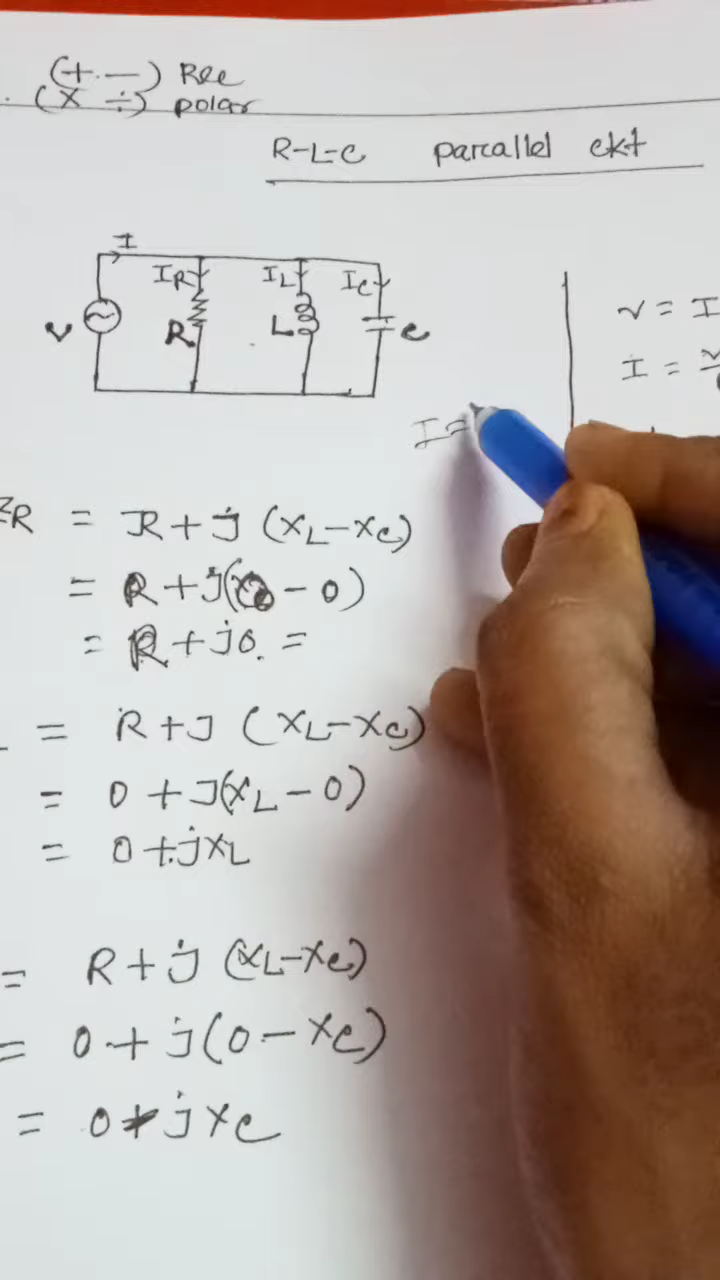 (+ -) Rec
(× ÷) polar
R-L-C parallel ckt
I
IR IL IC
V R L C
V = I
I = V
I =
ZR = R + j (XL - XC)
= R + j( - 0)
= R + j0. =
= R + j (XL - XC)
= 0 + j(XL - 0)
= 0 + jXL
= R + j (XL - XC)
= 0 + j(0 - XC)
= 0 - jXC